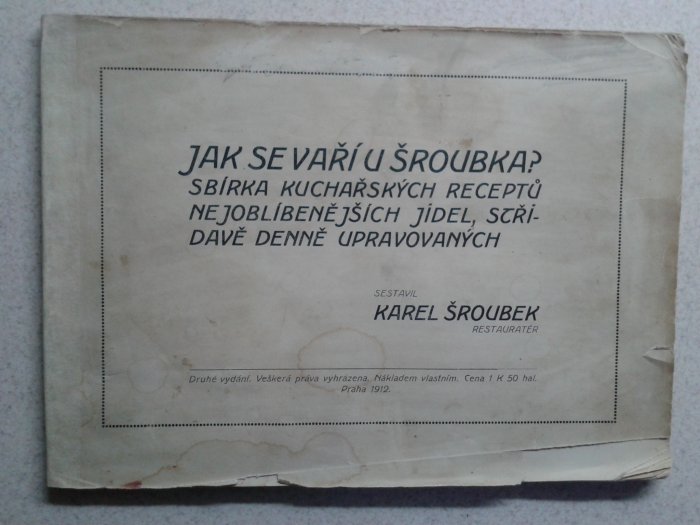 JAK SE VAŘÍ U ŠROUBKA?
SBÍRKA KUCHAŘSKÝCH RECEPTŮ
NEJOBLÍBENĚJŠÍCH JÍDEL, STŘÍ-
DAVĚ DENNĚ UPRAVOVANÝCH
SESTAVIL
KAREL ŠROUBEK
RESTAURATÉR
Druhé vydání. Veškerá práva vyhrazena. Nákladem vlastním. Cena 1 K 50 hal.
Praha 1912.